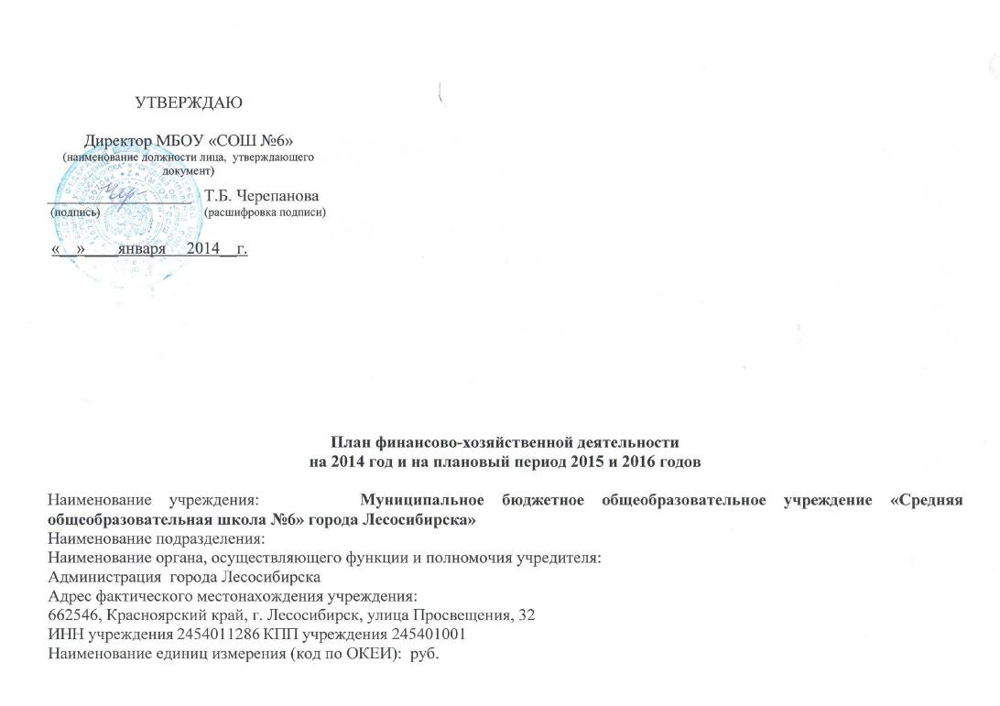 УТВЕРЖДАЮ
Директор МБОУ «СОШ №6»
(наименование должности лица, утверждающего
документ)
Т.Б. Черепанова
(подпись) (расшифровка подписи)
«__»____января__2014__г.
План финансово-хозяйственной деятельности
на 2014 год и на плановый период 2015 и 2016 годов
Наименование учреждения: Муниципальное бюджетное общеобразовательное учреждение «Средняя
общеобразовательная школа №6» города Лесосибирска»
Наименование подразделения:
Наименование органа, осуществляющего функции и полномочия учредителя:
Администрация города Лесосибирска
Адрес фактического местонахождения учреждения:
662546, Красноярский край, г. Лесосибирск, улица Просвещения, 32
ИНН учреждения 2454011286 КПП учреждения 245401001
Наименование единиц измерения (код по ОКЕИ): руб.